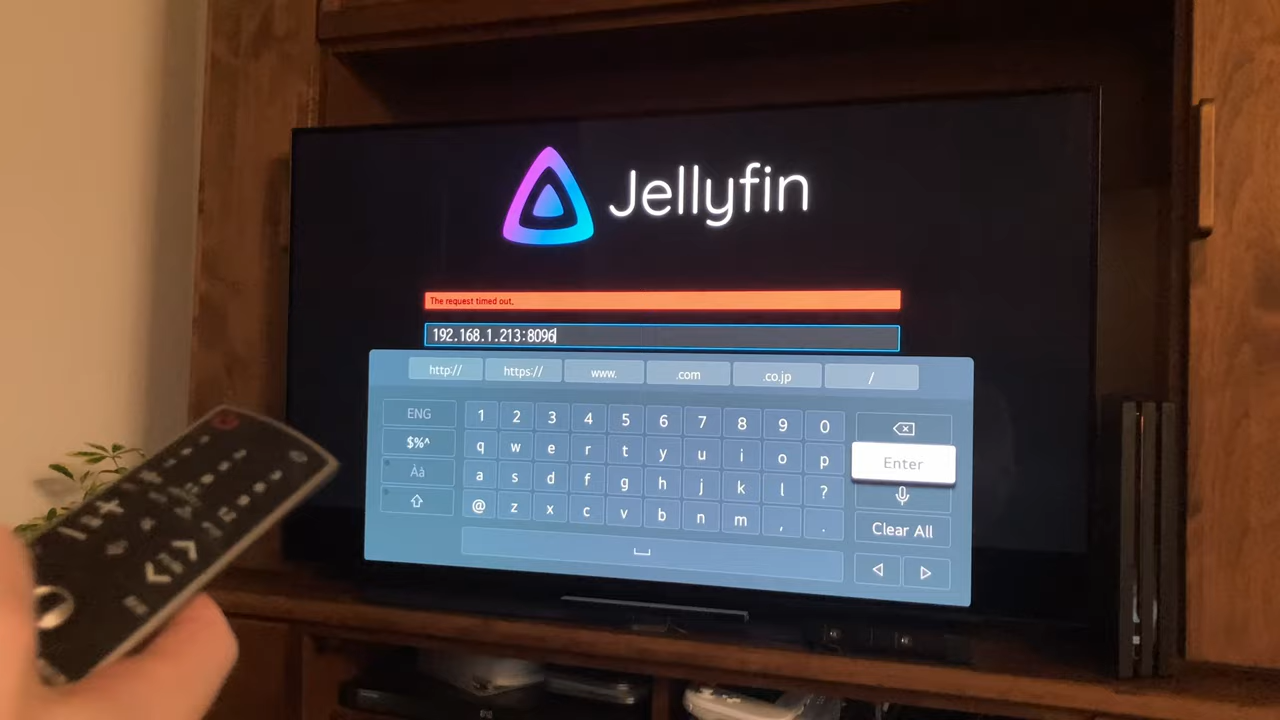 Jellyfin
The request timed out.
192.168.1.213:8096
http:// https:// www. .com .co.jp /
ENG 1 2 3 4 5 6 7 8 9 0
$%^ q w e r t y u i o p Enter
Àä a s d f g h j k l ?
@ z x c v b n m , . Clear All